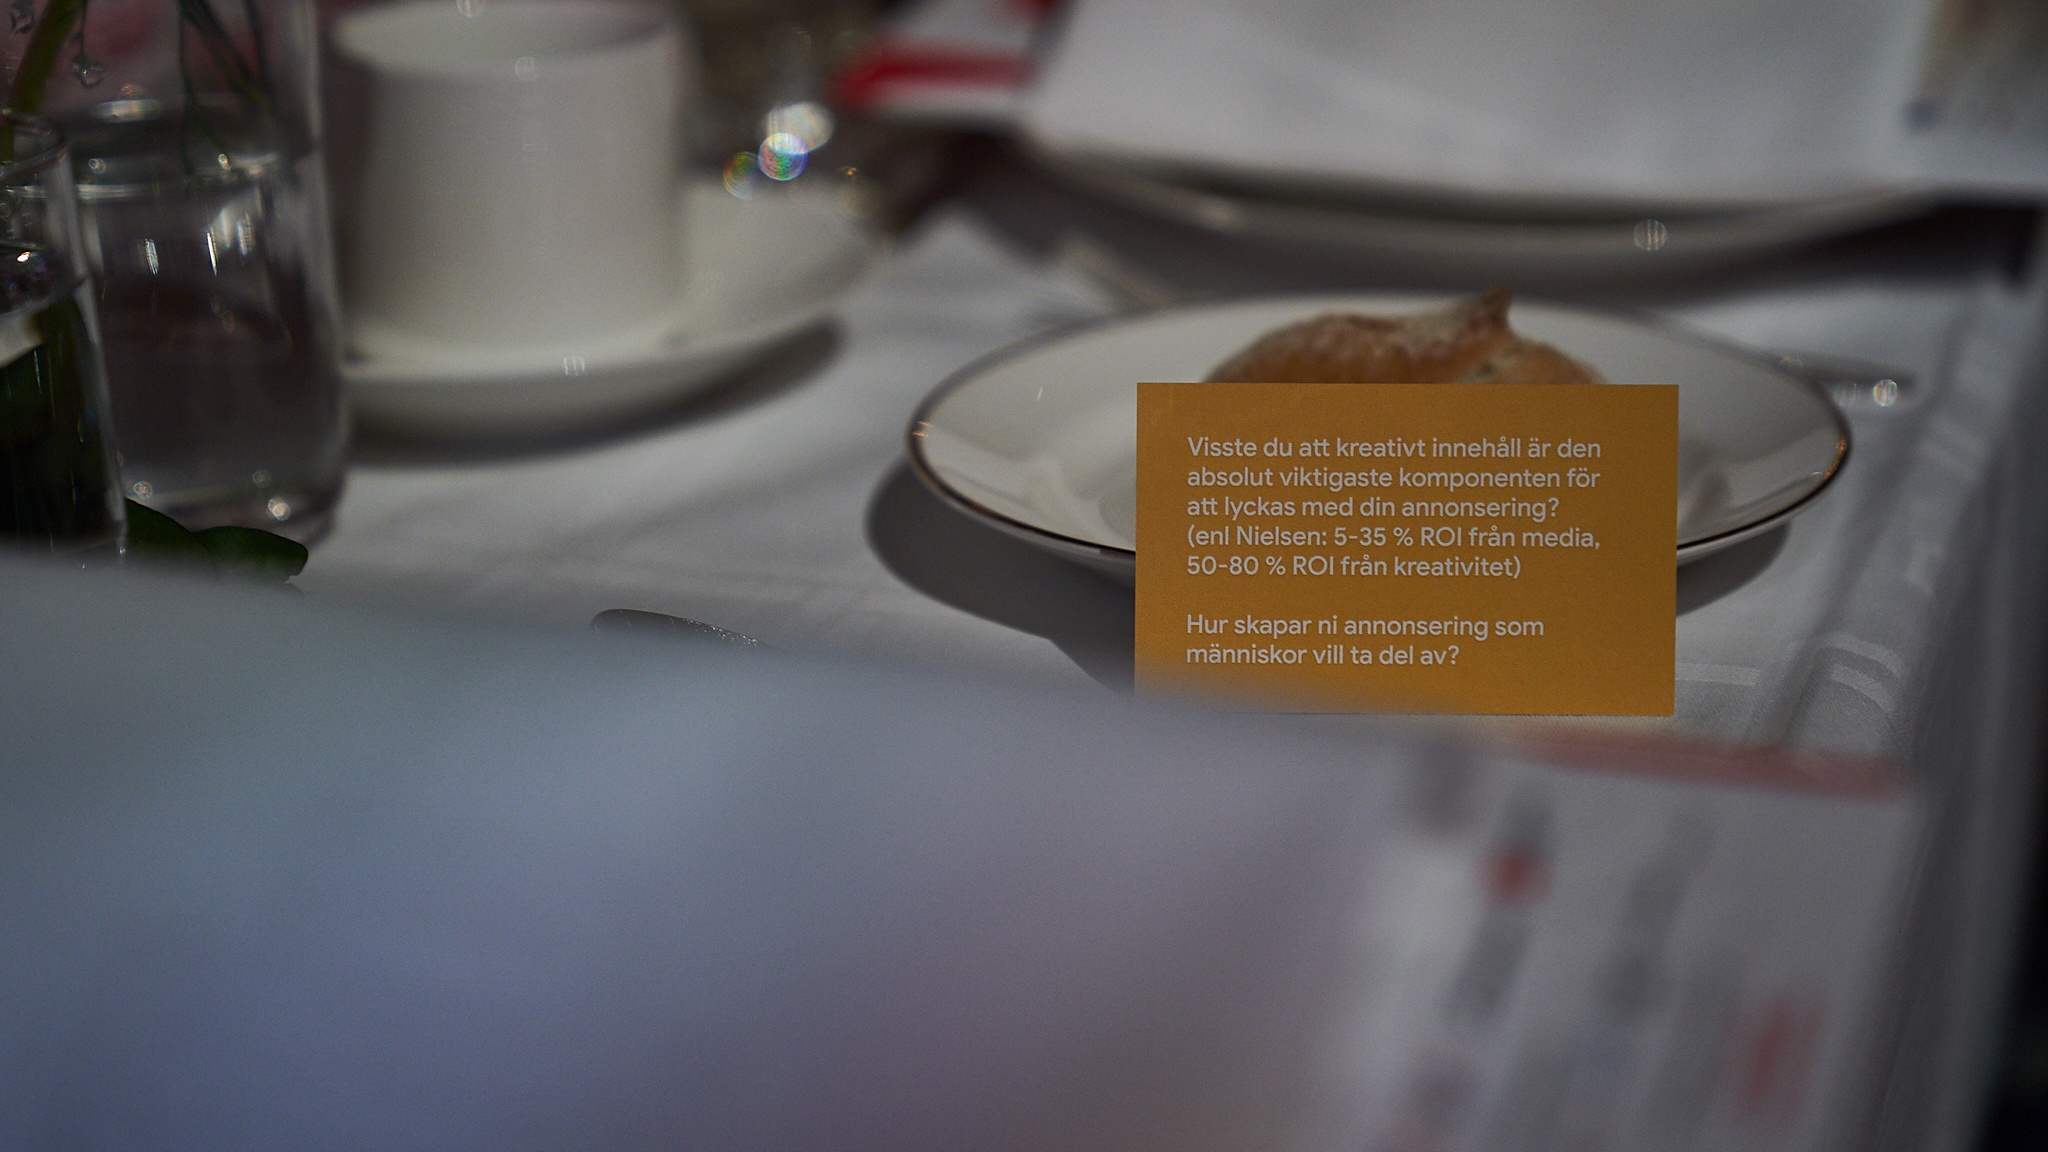 Visste du att kreativt innehåll är den
absolut viktigaste komponenten för
att lyckas med din annonsering?
(enl Nielsen: 5-35 % ROI från media,
50-80 % ROI från kreativitet)
Hur skapar ni annonsering som
människor vill ta del av?